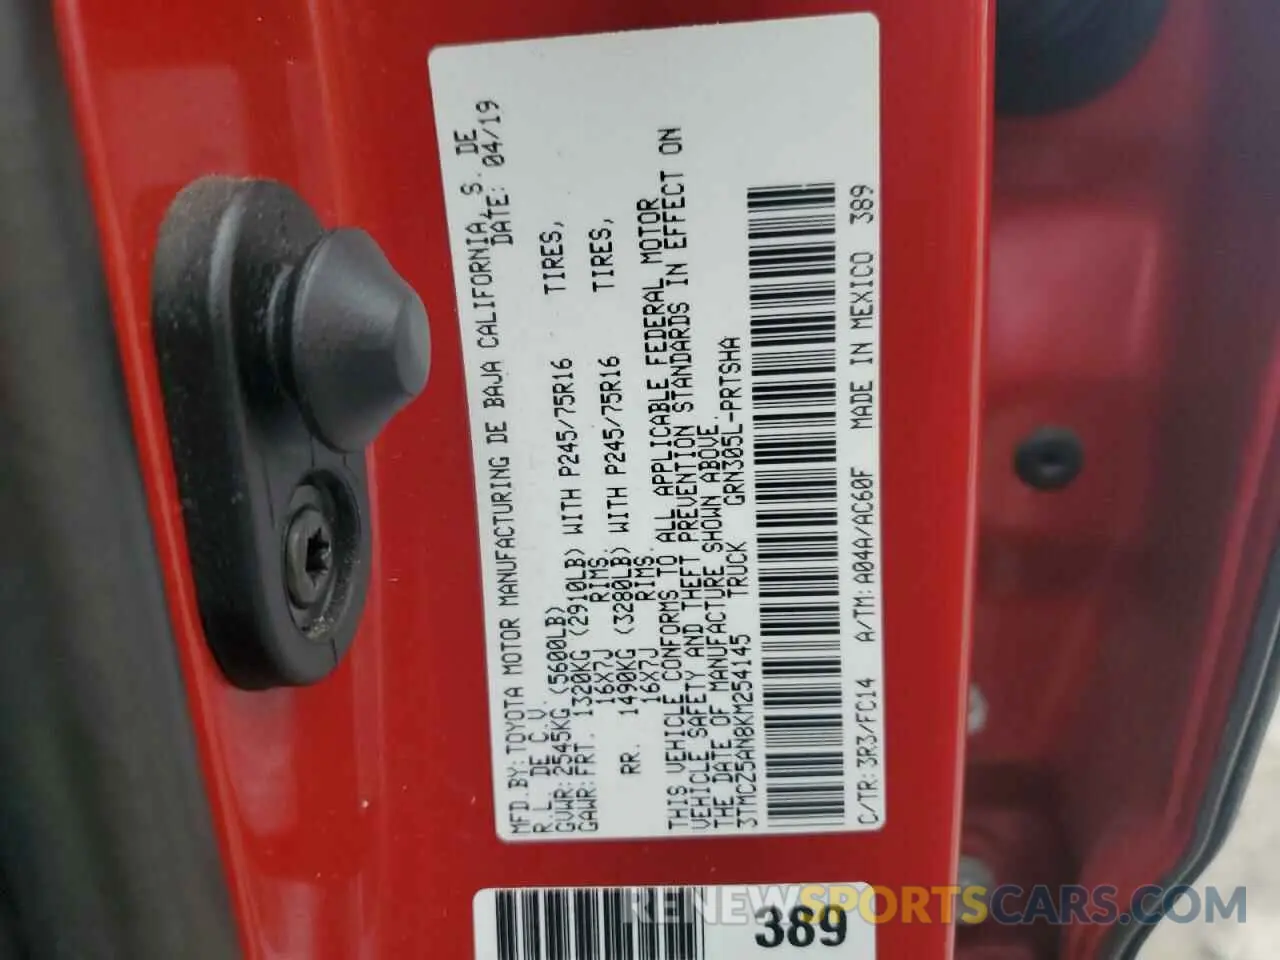 MFD.BY:TOYOTA MOTOR MANUFACTURING DE BAJA CALIFORNIA, S. DE
R.L. DE C.V. DATE: 04/19
GVWR:2545KG (5600LB)
GAWR:FRT. 1320KG (2910LB) WITH P245/75R16 TIRES,
16X7J RIMS.
RR. 1490KG (3280LB) WITH P245/75R16 TIRES,
16X7J RIMS.
THIS VEHICLE CONFORMS TO ALL APPLICABLE FEDERAL MOTOR
VEHICLE SAFETY AND THEFT PREVENTION STANDARDS IN EFFECT ON
THE DATE OF MANUFACTURE SHOWN ABOVE.
3TMCZ5AN8KM254145 TRUCK GRN305L-PRTSHA
C/TR:3R3/FC14 A/TM:A04A/AC60F MADE IN MEXICO 389
389
RENEWSPORTSCARS.COM